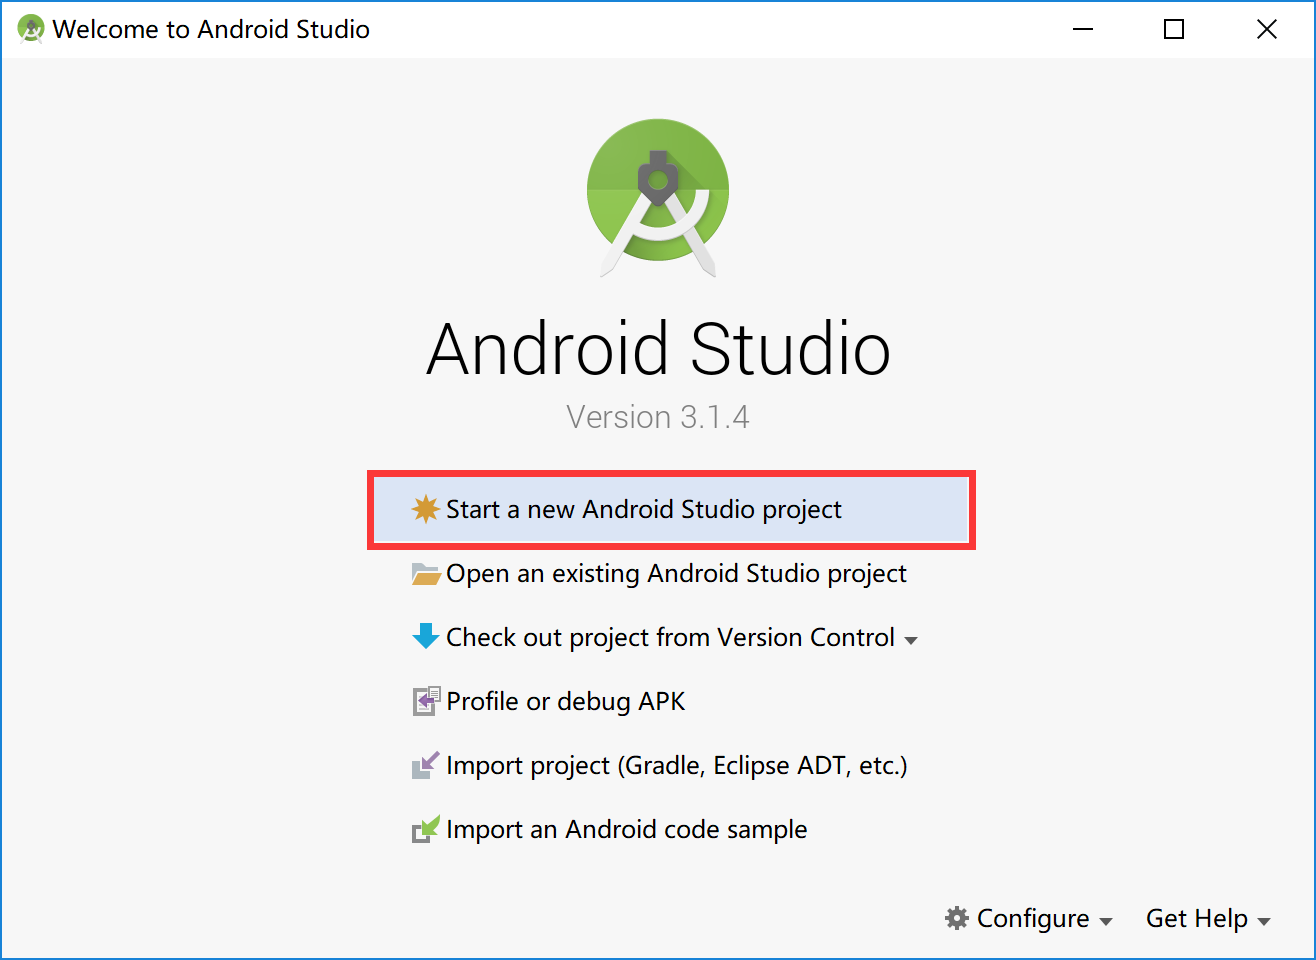 Welcome to Android Studio
Android Studio
Version 3.1.4
Start a new Android Studio project
Open an existing Android Studio project
Check out project from Version Control
Profile or debug APK
Import project (Gradle, Eclipse ADT, etc.)
Import an Android code sample
Configure Get Help